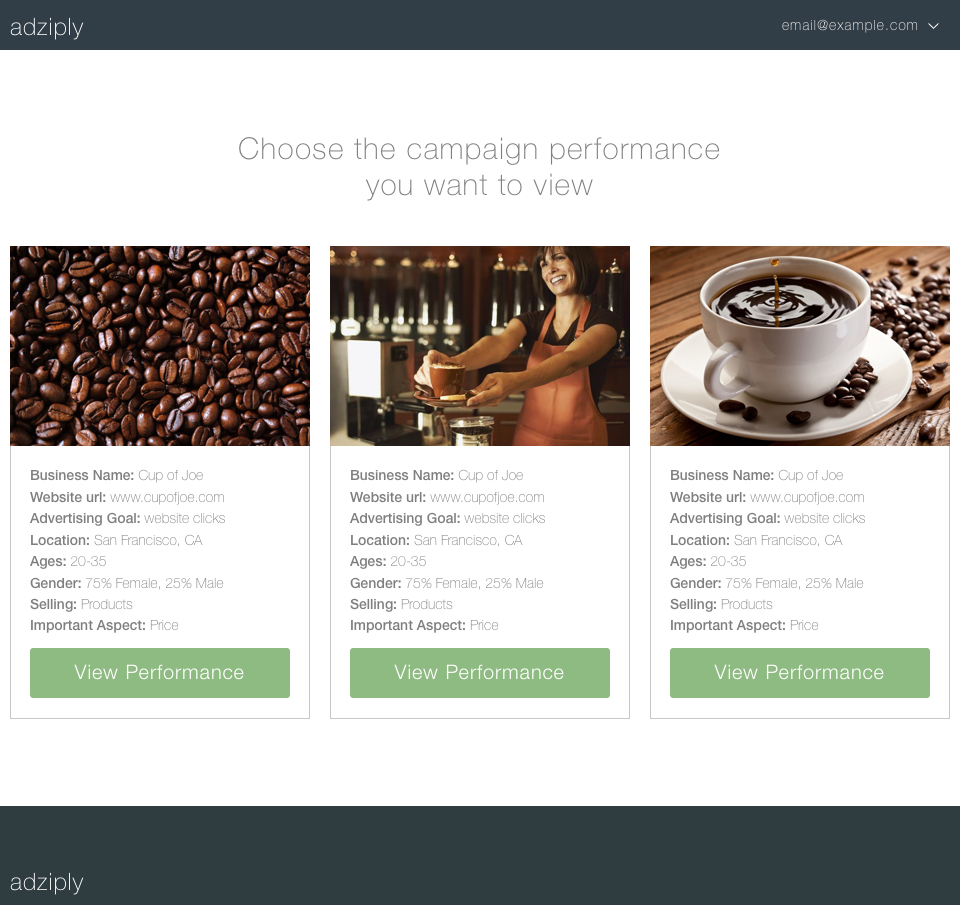 adziply
email@example.com
Choose the campaign performance
you want to view
Business Name: Cup of Joe
Website url: www.cupofjoe.com
Advertising Goal: website clicks
Location: San Francisco, CA
Ages: 20-35
Gender: 75% Female, 25% Male
Selling: Products
Important Aspect: Price
View Performance
Business Name: Cup of Joe
Website url: www.cupofjoe.com
Advertising Goal: website clicks
Location: San Francisco, CA
Ages: 20-35
Gender: 75% Female, 25% Male
Selling: Products
Important Aspect: Price
View Performance
Business Name: Cup of Joe
Website url: www.cupofjoe.com
Advertising Goal: website clicks
Location: San Francisco, CA
Ages: 20-35
Gender: 75% Female, 25% Male
Selling: Products
Important Aspect: Price
View Performance
adziply